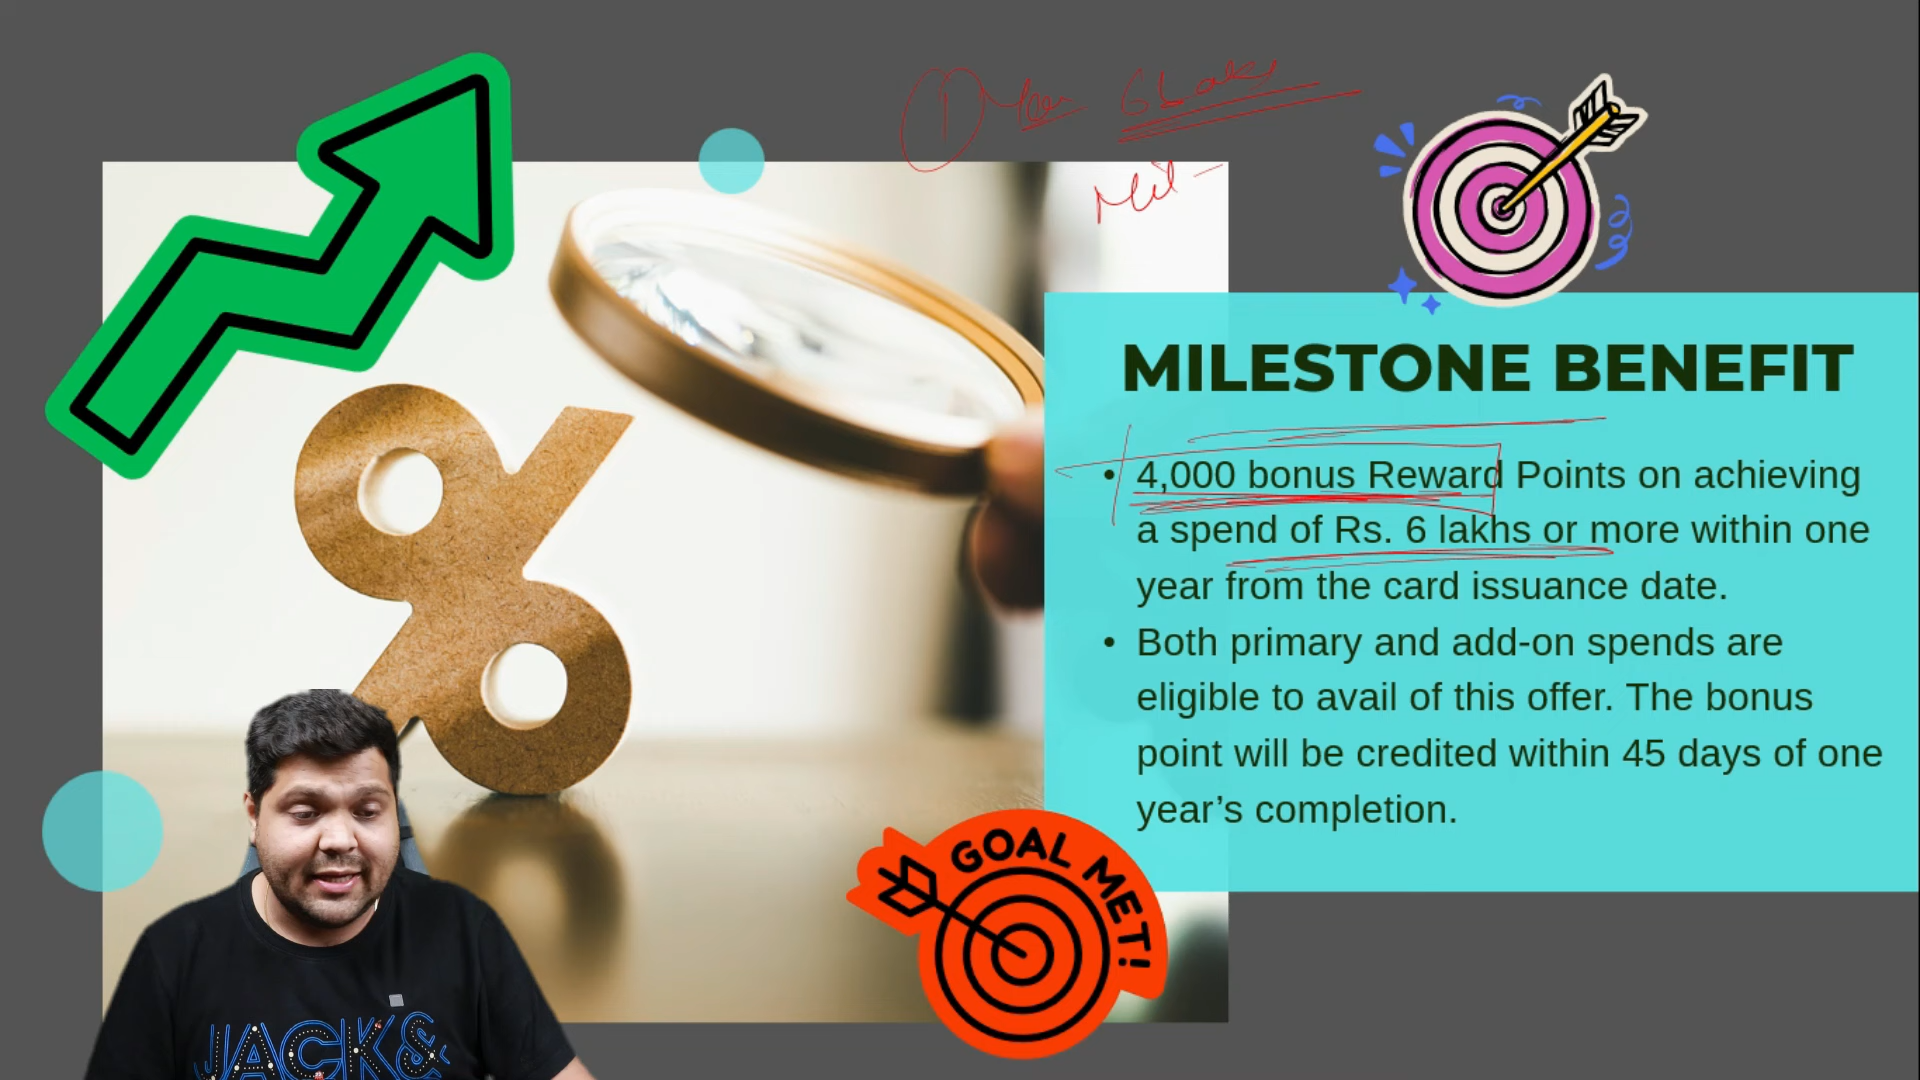 MILESTONE BENEFIT
• 4,000 bonus Reward Points on achieving
a spend of Rs. 6 lakhs or more within one
year from the card issuance date.
• Both primary and add-on spends are
eligible to avail of this offer. The bonus
point will be credited within 45 days of one
year’s completion.
GOAL MET!
JACK&